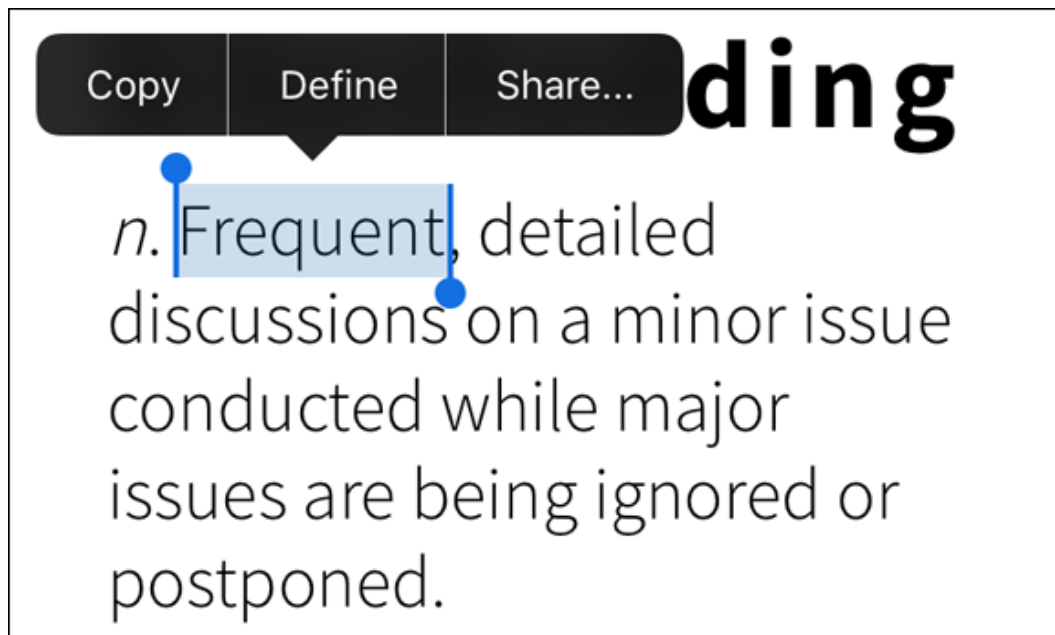 Copy Define Share...
ding
n. Frequent, detailed
discussions on a minor issue
conducted while major
issues are being ignored or
postponed.